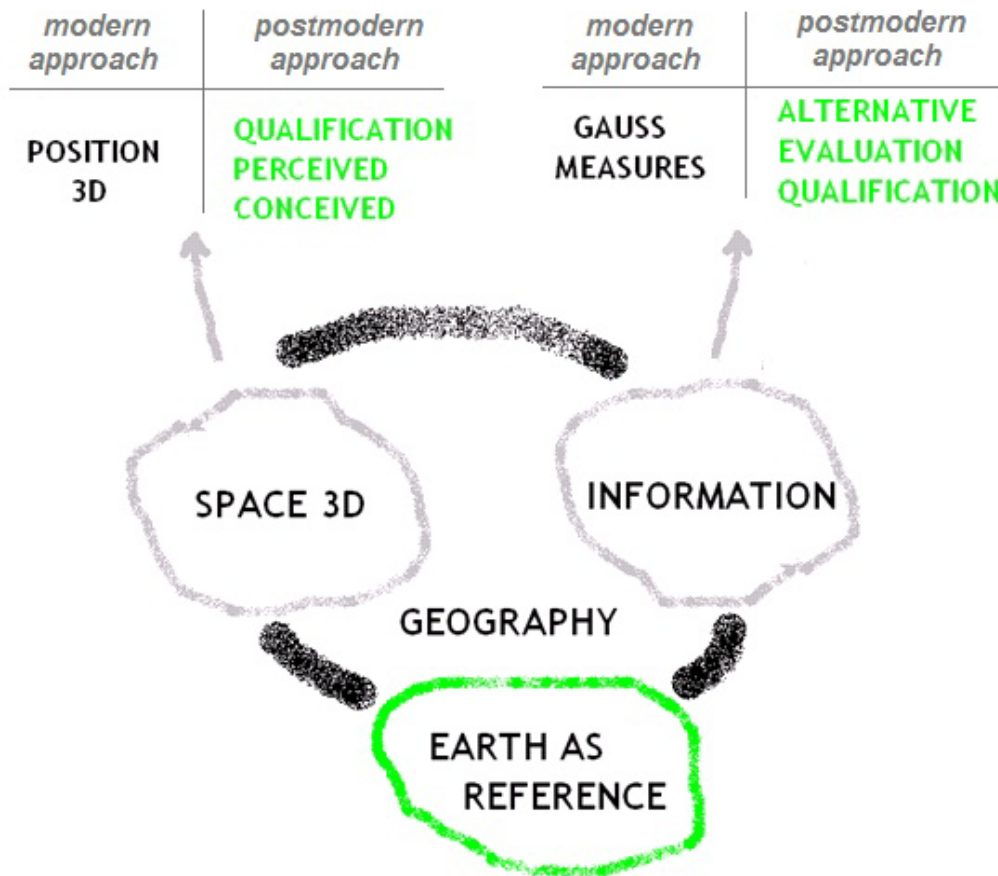 modern
approach
postmodern
approach
POSITION
3D
QUALIFICATION
PERCEIVED
CONCEIVED
modern
approach
postmodern
approach
GAUSS
MEASURES
ALTERNATIVE
EVALUATION
QUALIFICATION
SPACE 3D
INFORMATION
GEOGRAPHY
EARTH AS
REFERENCE